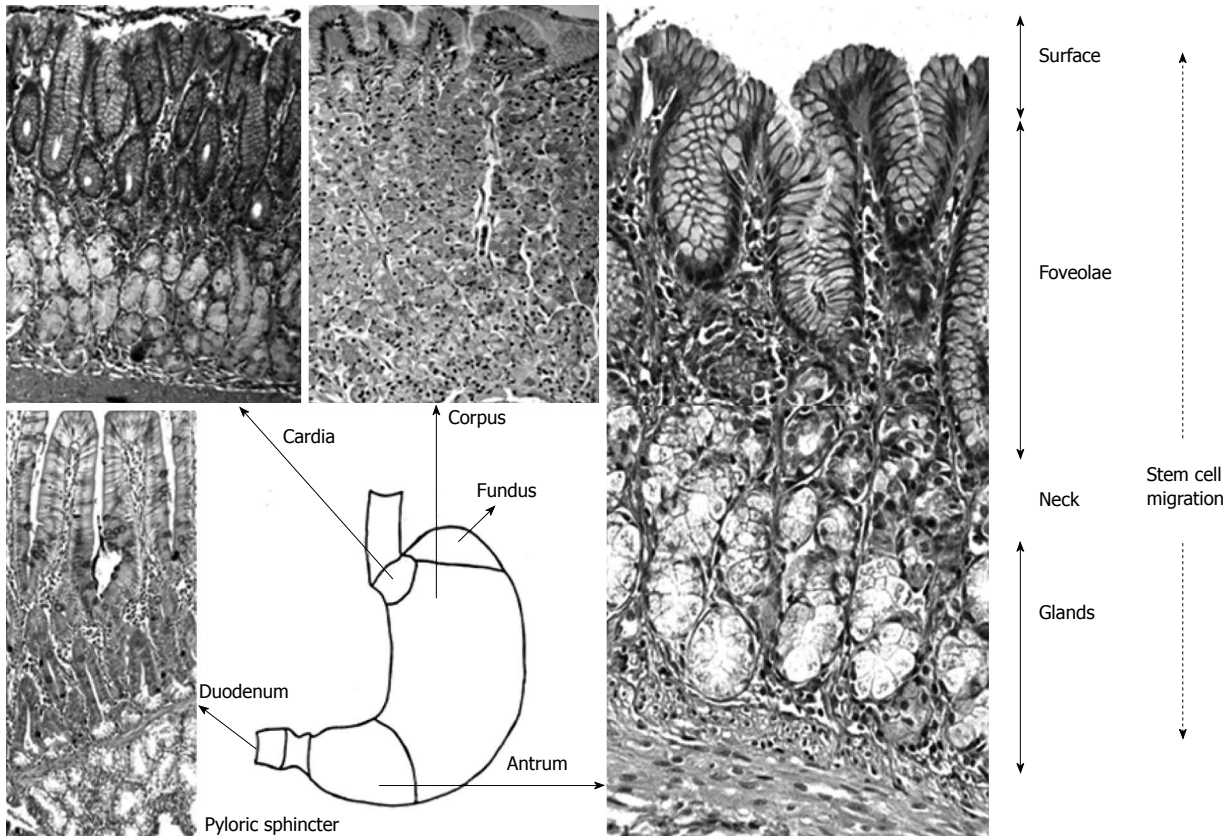 Surface
Foveolae
Cardia
Corpus
Fundus
Stem cell
migration
Neck
Glands
Duodenum
Antrum
Pyloric sphincter